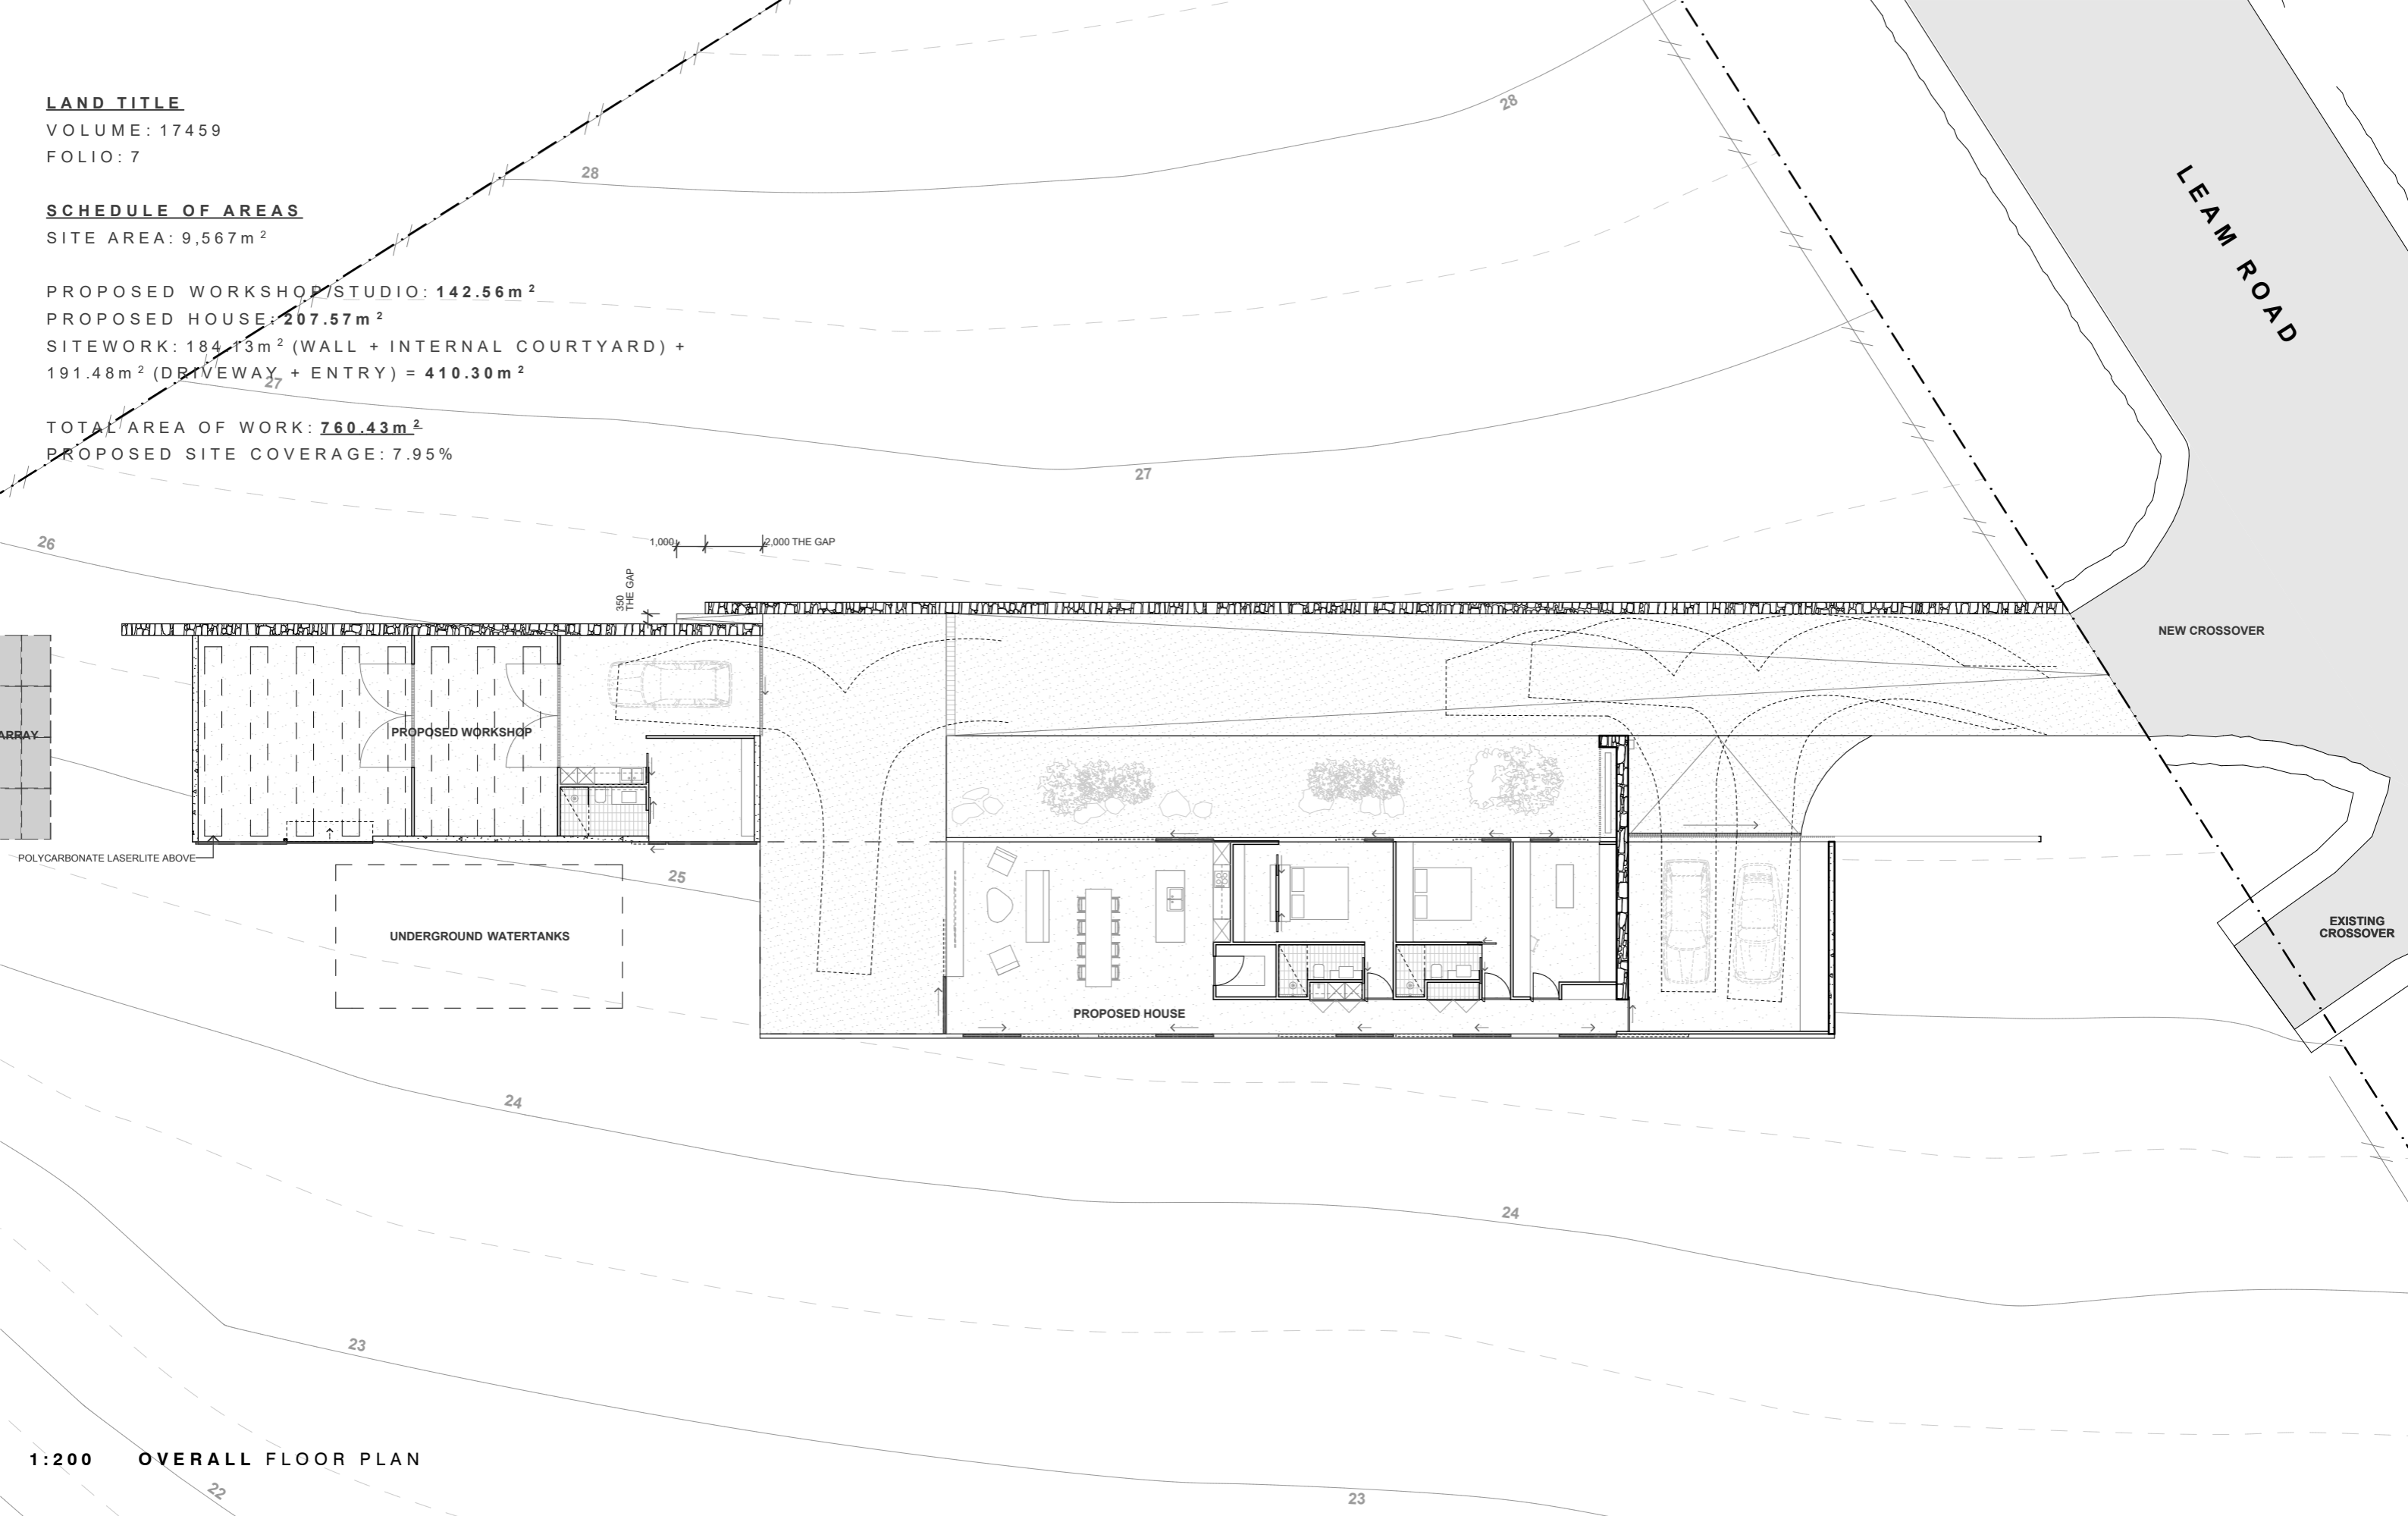 LAND TITLE
VOLUME: 17459
FOLIO: 7
SCHEDULE OF AREAS
SITE AREA: 9,567m²
PROPOSED WORKSHOP/STUDIO: 142.56m²
PROPOSED HOUSE: 207.57m²
SITEWORK: 184.13m² (WALL + INTERNAL COURTYARD) +
191.48m² (DRIVEWAY + ENTRY) = 410.30m²
TOTAL AREA OF WORK: 760.43m²
PROPOSED SITE COVERAGE: 7.95%
28
28
27
27
26
LEAM ROAD
1,000
2,000 THE GAP
350
THE GAP
NEW CROSSOVER
ARRAY
PROPOSED WORKSHOP
POLYCARBONATE LASERLITE ABOVE
25
UNDERGROUND WATERTANKS
PROPOSED HOUSE
EXISTING
CROSSOVER
24
24
23
23
22
1:200 OVERALL FLOOR PLAN